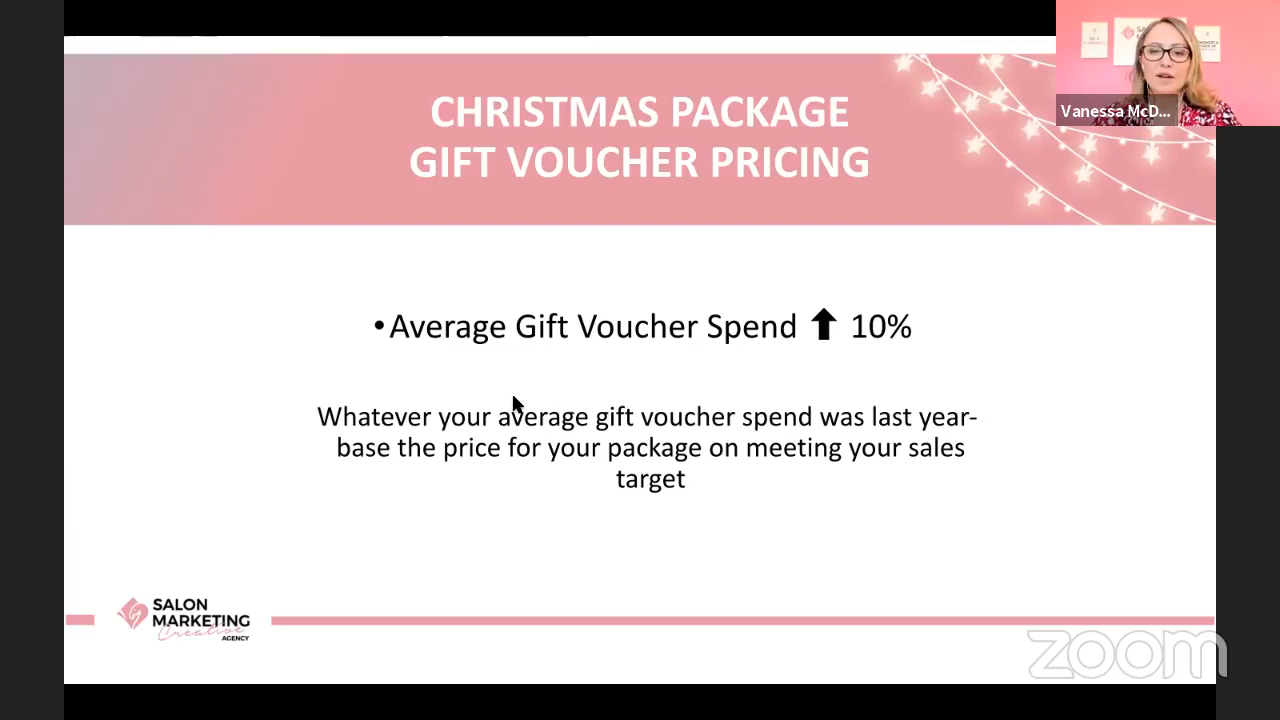 CHRISTMAS PACKAGE
GIFT VOUCHER PRICING
Vanessa McD...
•Average Gift Voucher Spend ⬆ 10%
Whatever your average gift voucher spend was last year-
base the price for your package on meeting your sales
target
SALON
MARKETING
Creative
AGENCY
zoom